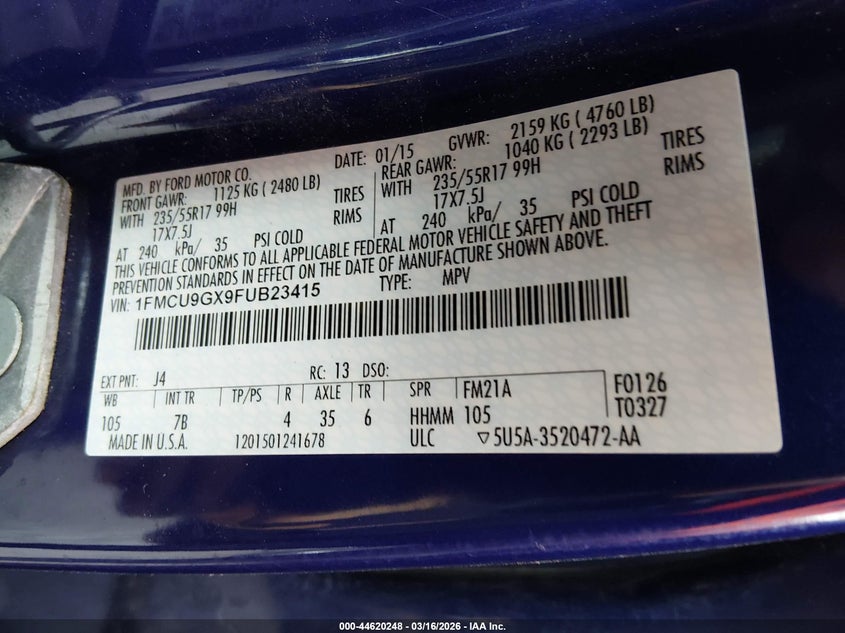 MFD. BY FORD MOTOR CO.
DATE: 01/15 GVWR: 2159 KG ( 4760 LB)
FRONT GAWR: 1125 KG ( 2480 LB)
WITH 235/55R17 99H TIRES
17X7.5J RIMS
AT 240 kPa/ 35 PSI COLD
REAR GAWR: 1040 KG ( 2293 LB)
WITH 235/55R17 99H TIRES
17X7.5J RIMS
AT 240 kPa/ 35 PSI COLD
THIS VEHICLE CONFORMS TO ALL APPLICABLE FEDERAL MOTOR VEHICLE SAFETY AND THEFT
PREVENTION STANDARDS IN EFFECT ON THE DATE OF MANUFACTURE SHOWN ABOVE.
VIN: 1FMCU9GX9FUB23415 TYPE: MPV
EXT PNT: J4 RC: 13 DSO:
WB INT TR TP/PS R AXLE TR SPR FM21A F0126
105 7B 4 35 6 HHMM 105 T0327
MADE IN U.S.A. 1201501241678 ULC ▽5U5A-3520472-AA
000-44620248 - 03/16/2026 - IAA Inc.